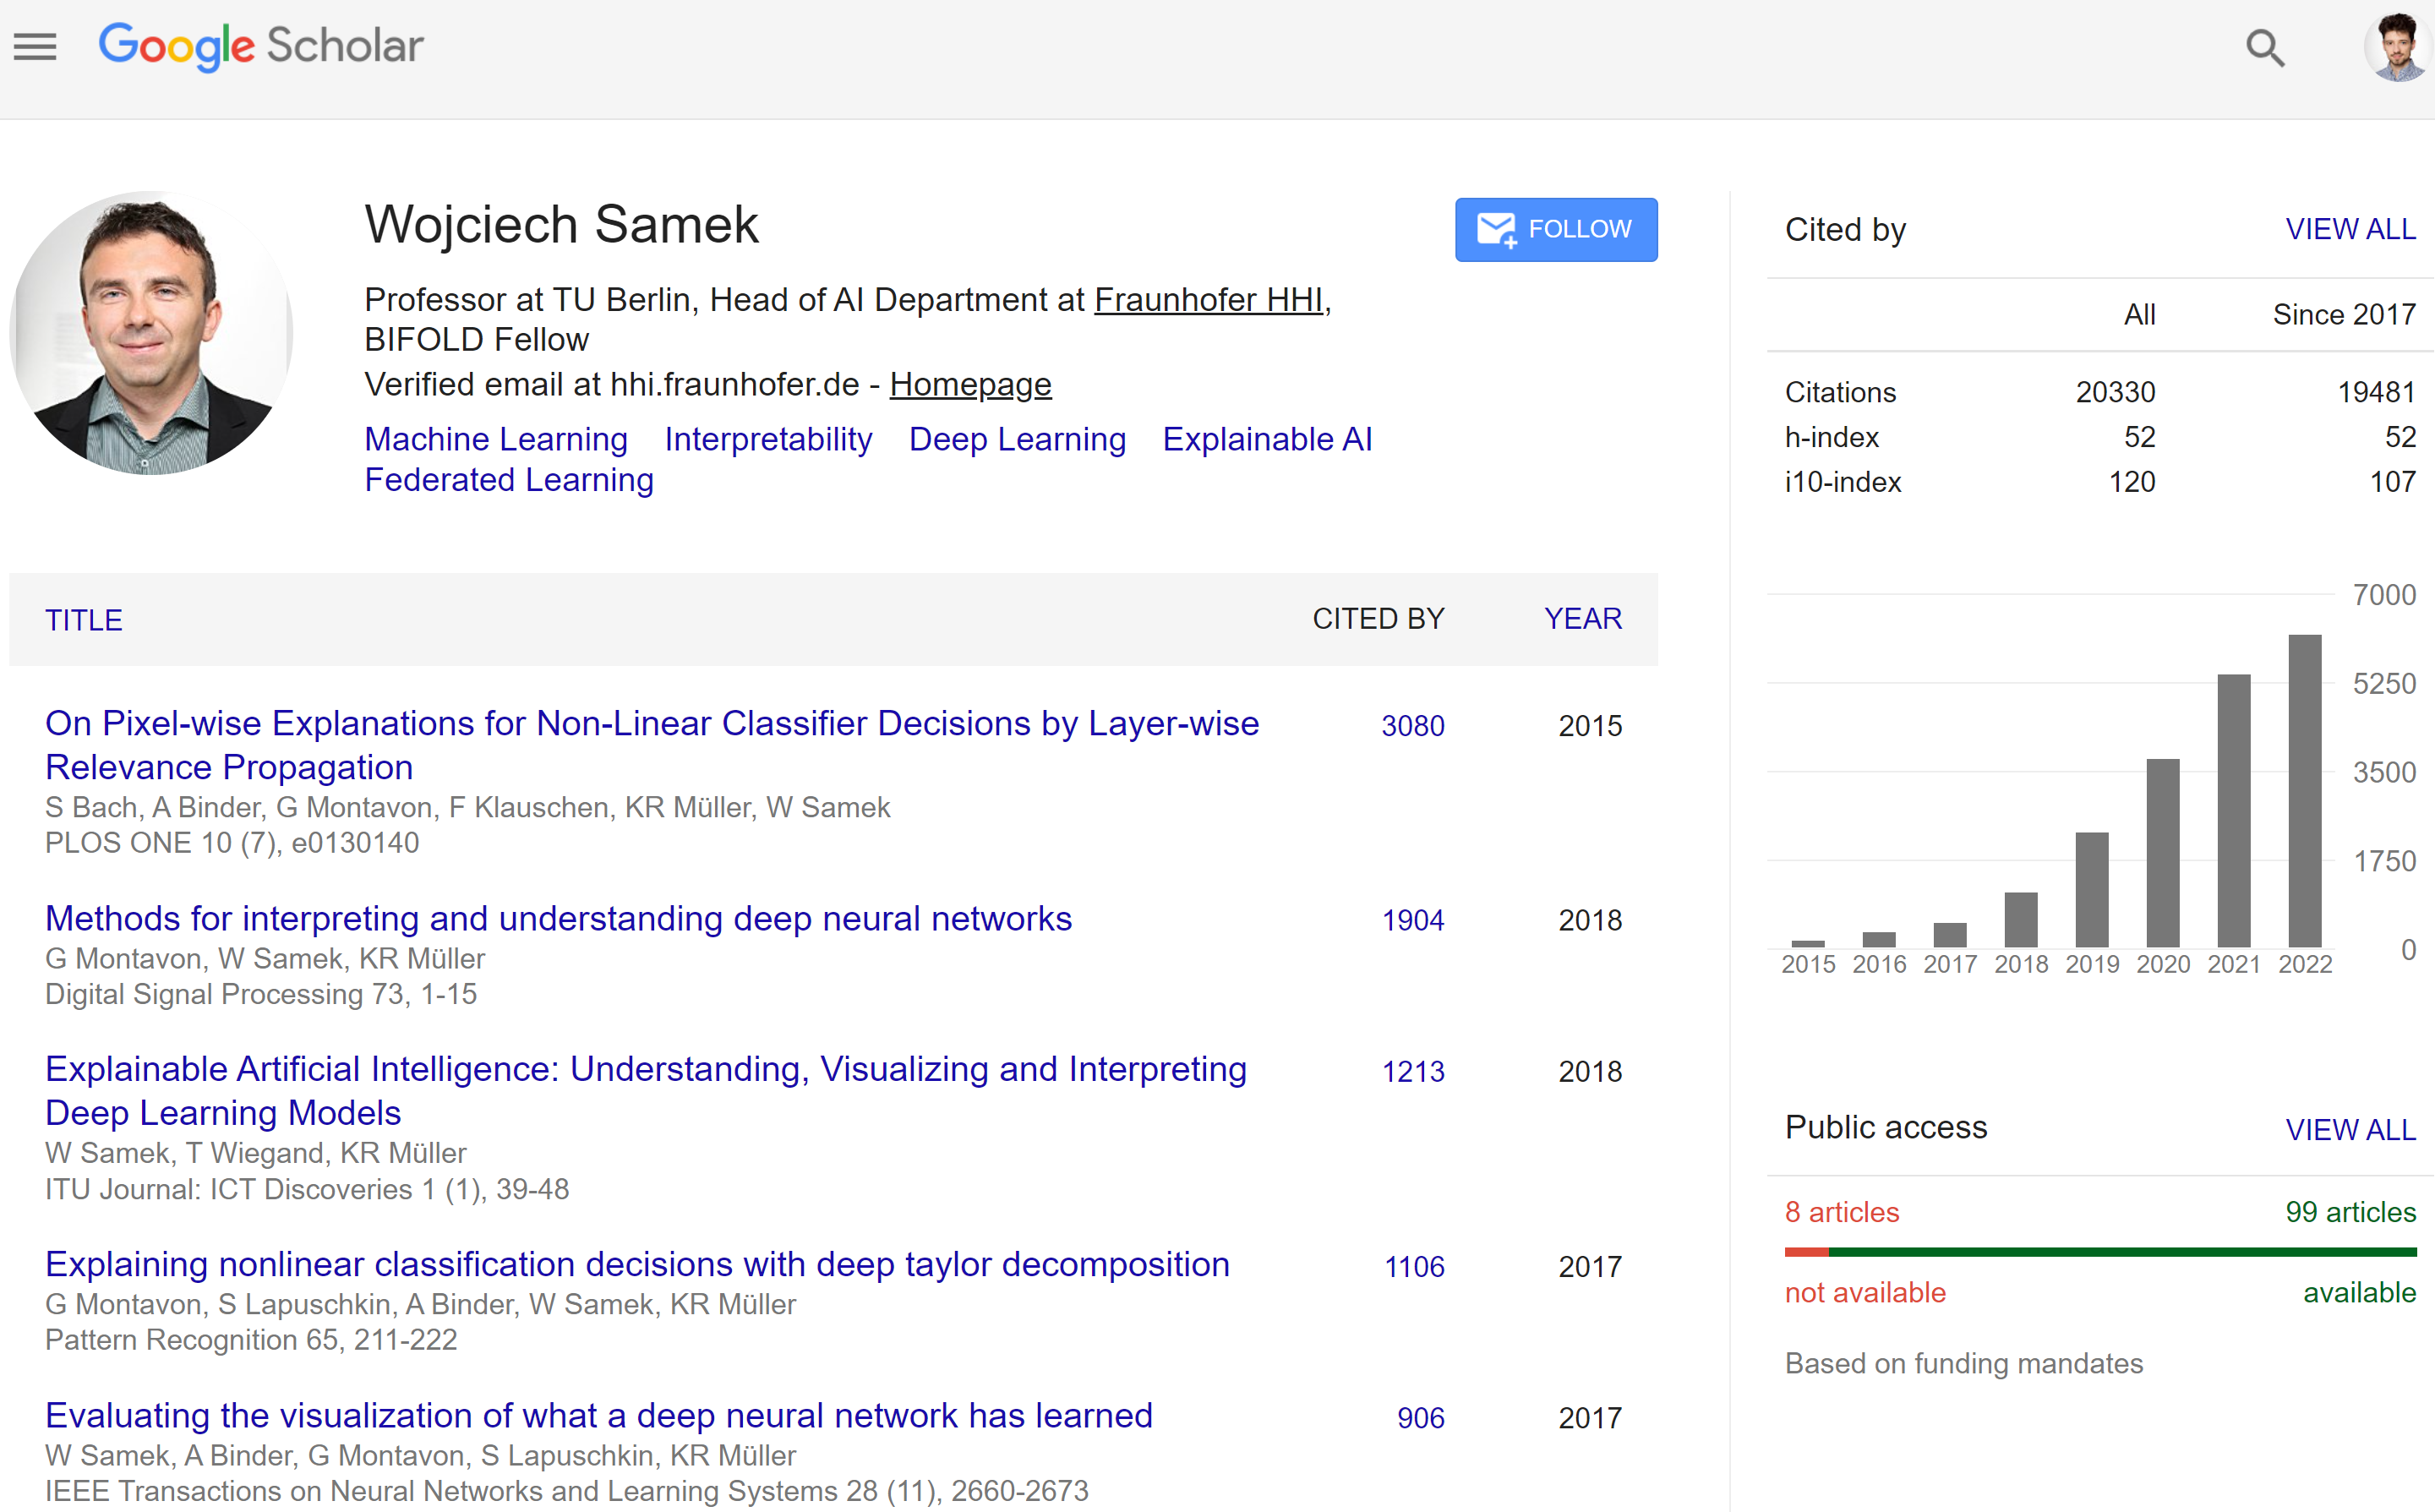 Google Scholar
Wojciech Samek
FOLLOW
Professor at TU Berlin, Head of AI Department at Fraunhofer HHI,
BIFOLD Fellow
Verified email at hhi.fraunhofer.de - Homepage
Machine Learning Interpretability Deep Learning Explainable AI
Federated Learning
TITLE CITED BY YEAR
On Pixel-wise Explanations for Non-Linear Classifier Decisions by Layer-wise 3080 2015
Relevance Propagation
S Bach, A Binder, G Montavon, F Klauschen, KR Müller, W Samek
PLOS ONE 10 (7), e0130140
Methods for interpreting and understanding deep neural networks 1904 2018
G Montavon, W Samek, KR Müller
Digital Signal Processing 73, 1-15
Explainable Artificial Intelligence: Understanding, Visualizing and Interpreting 1213 2018
Deep Learning Models
W Samek, T Wiegand, KR Müller
ITU Journal: ICT Discoveries 1 (1), 39-48
Explaining nonlinear classification decisions with deep taylor decomposition 1106 2017
G Montavon, S Lapuschkin, A Binder, W Samek, KR Müller
Pattern Recognition 65, 211-222
Evaluating the visualization of what a deep neural network has learned 906 2017
W Samek, A Binder, G Montavon, S Lapuschkin, KR Müller
IEEE Transactions on Neural Networks and Learning Systems 28 (11), 2660-2673
Cited by VIEW ALL
All Since 2017
Citations 20330 19481
h-index 52 52
i10-index 120 107
7000
5250
3500
1750
0
2015 2016 2017 2018 2019 2020 2021 2022
Public access VIEW ALL
8 articles 99 articles
not available available
Based on funding mandates